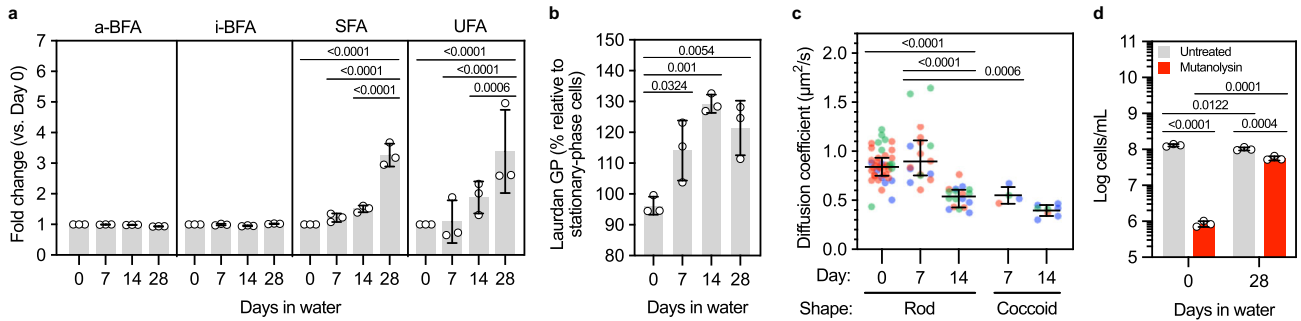 a
a-BFA i-BFA SFA UFA
Fold change (vs. Day 0)
7
6
5
4
3
2
1
0
<0.0001 <0.0001
<0.0001 <0.0001
<0.0001 0.0006
0 7 14 28 0 7 14 28 0 7 14 28 0 7 14 28
Days in water
b
Laurdan GP (% relative to
stationary-phase cells)
150
140
130
120
110
100
90
80
0.0054
0.001
0.0324
0 7 14 28
Days in water
c
Diffusion coefficient (μm²/s)
2.0
1.5
1.0
0.5
0.0
<0.0001
<0.0001
0.0006
Day: 0 7 14 7 14
Shape: Rod Coccoid
d
Log cells/mL
11
10
9
8
7
6
5
Untreated
Mutanolysin
0.0001
0.0122
<0.0001 0.0004
0 28
Days in water